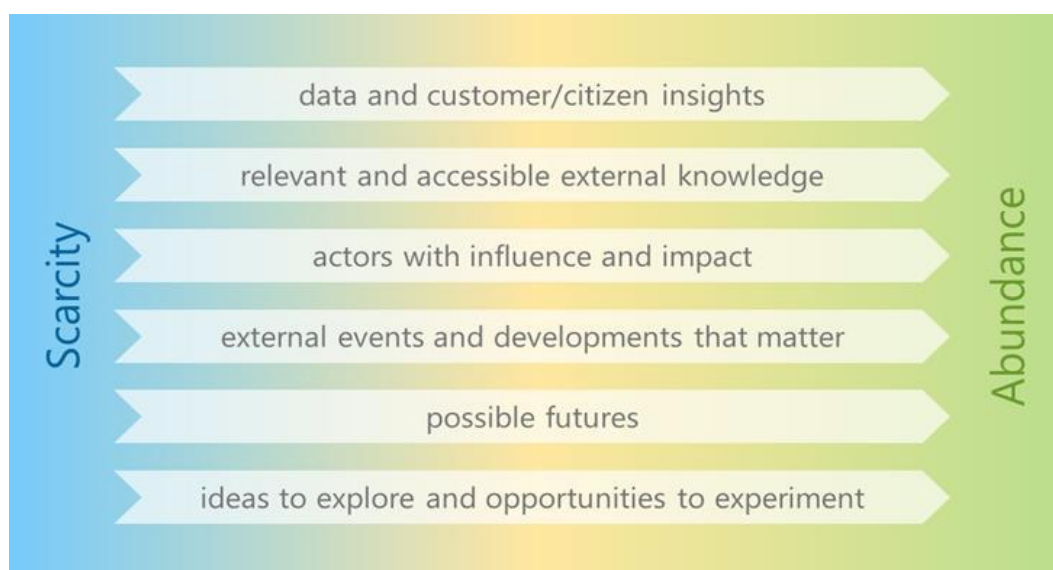 Scarcity
data and customer/citizen insights
relevant and accessible external knowledge
actors with influence and impact
external events and developments that matter
possible futures
ideas to explore and opportunities to experiment
Abundance